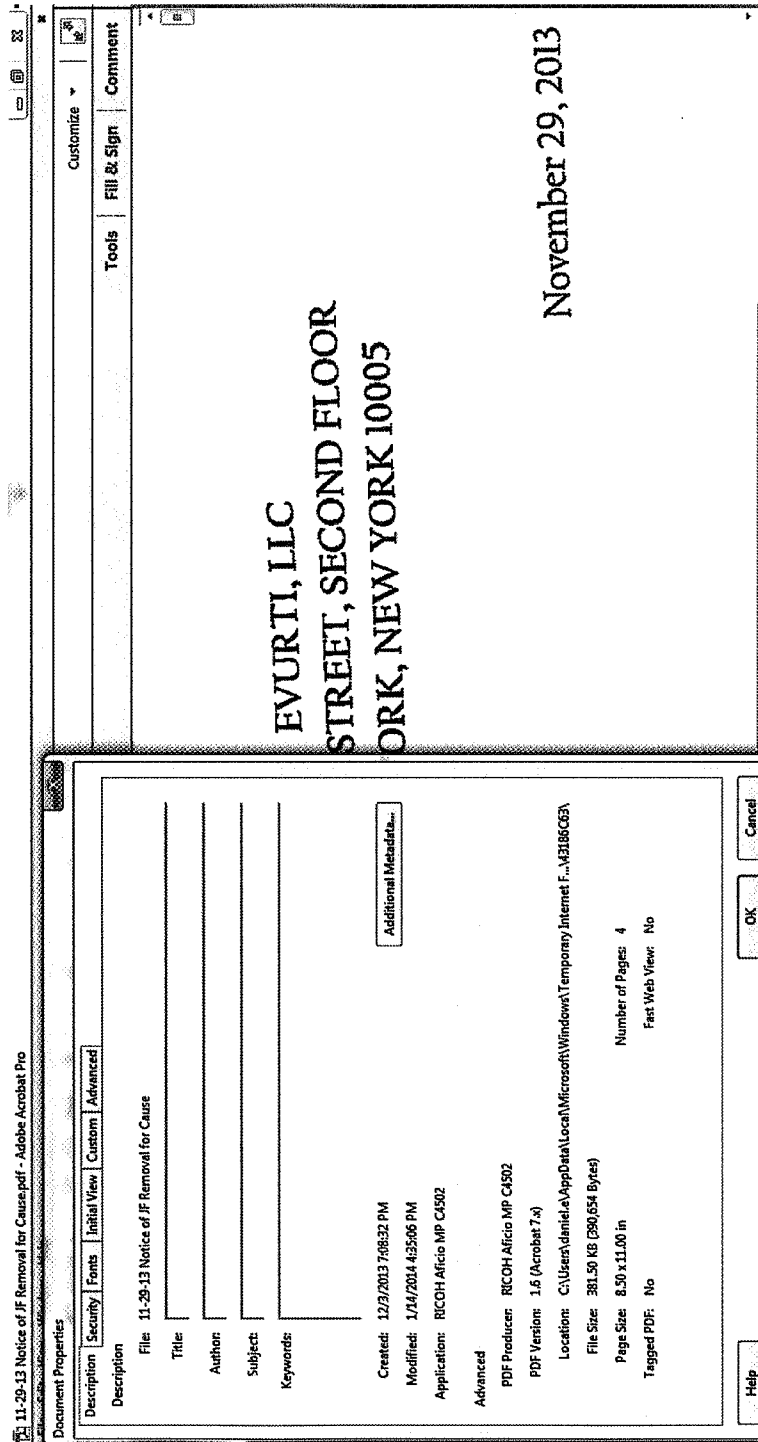 11-29-13 Notice of JF Removal for Cause.pdf - Adobe Acrobat Pro
Customize
Tools Fill & Sign Comment
Document Properties
Description Security Fonts Initial View Custom Advanced
Description
File: 11-29-13 Notice of JF Removal for Cause
Title:
Author:
Subject:
Keywords:
Created: 12/3/2013 7:08:32 PM
Modified: 1/14/2014 4:35:06 PM
Application: RICOH Aficio MP C4502
Additional Metadata...
Advanced
PDF Producer: RICOH Aficio MP C4502
PDF Version: 1.6 (Acrobat 7.x)
Location: C:\Users\daniel.e\AppData\Local\Microsoft\Windows\Temporary Internet F...\43186C63\
File Size: 381.50 KB (390,654 Bytes)
Page Size: 8.50 x 11.00 in Number of Pages: 4
Tagged PDF: No Fast Web View: No
Help OK Cancel
EVURTI, LLC
STREET, SECOND FLOOR
ORK, NEW YORK 10005
November 29, 2013